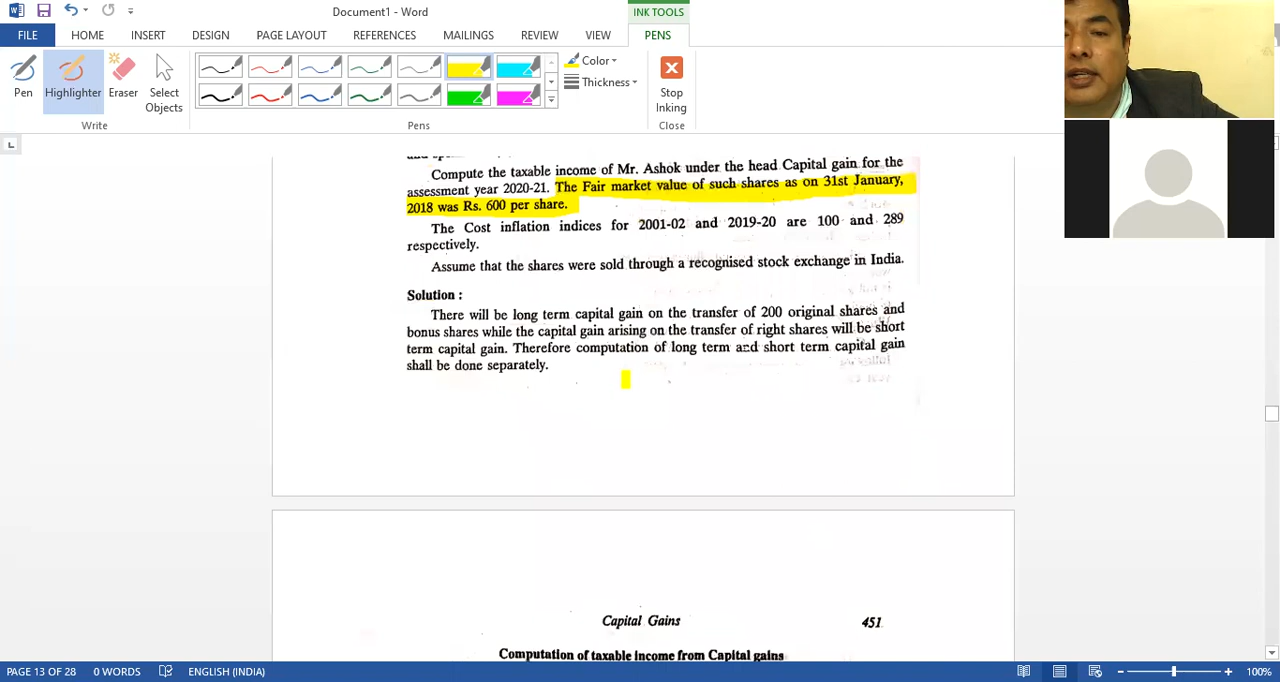 Document1 - Word
INK TOOLS
FILE
HOME
INSERT
DESIGN
PAGE LAYOUT
REFERENCES
MAILINGS
REVIEW
VIEW
PENS
Pen
Highlighter
Eraser
Select
Objects
Color
Thickness
Stop
Inking
Write
Pens
Close
Compute the taxable income of Mr. Ashok under the head Capital gain for the
assessment year 2020-21. The Fair market value of such shares as on 31st January,
2018 was Rs. 600 per share.
The Cost inflation indices for 2001-02 and 2019-20 are 100 and 289
respectively.
Assume that the shares were sold through a recognised stock exchange in India.
Solution :
There will be long term capital gain on the transfer of 200 original shares and
bonus shares while the capital gain arising on the transfer of right shares will be short
term capital gain. Therefore computation of long term and short term capital gain
shall be done separately.
Capital Gains
451
Computation of taxable income from Capital gains
PAGE 13 OF 28
0 WORDS
ENGLISH (INDIA)
100%